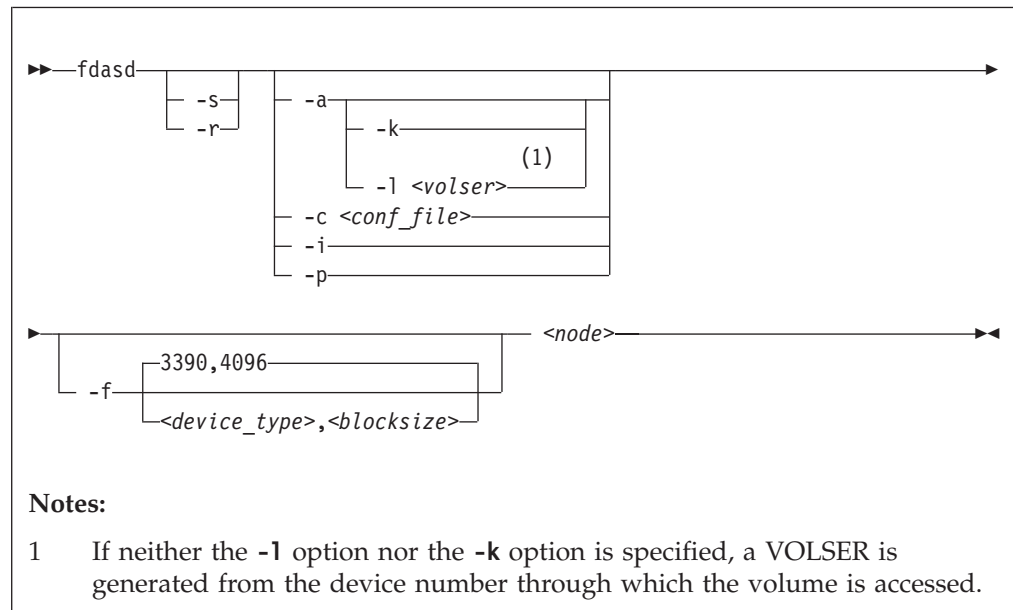 fdasd
-s
-r
-a
-k
(1)
-l <volser>
-c <conf_file>
-i
-p
<node>
-f
3390,4096
<device_type>,<blocksize>
Notes:
1 If neither the -l option nor the -k option is specified, a VOLSER is
generated from the device number through which the volume is accessed.